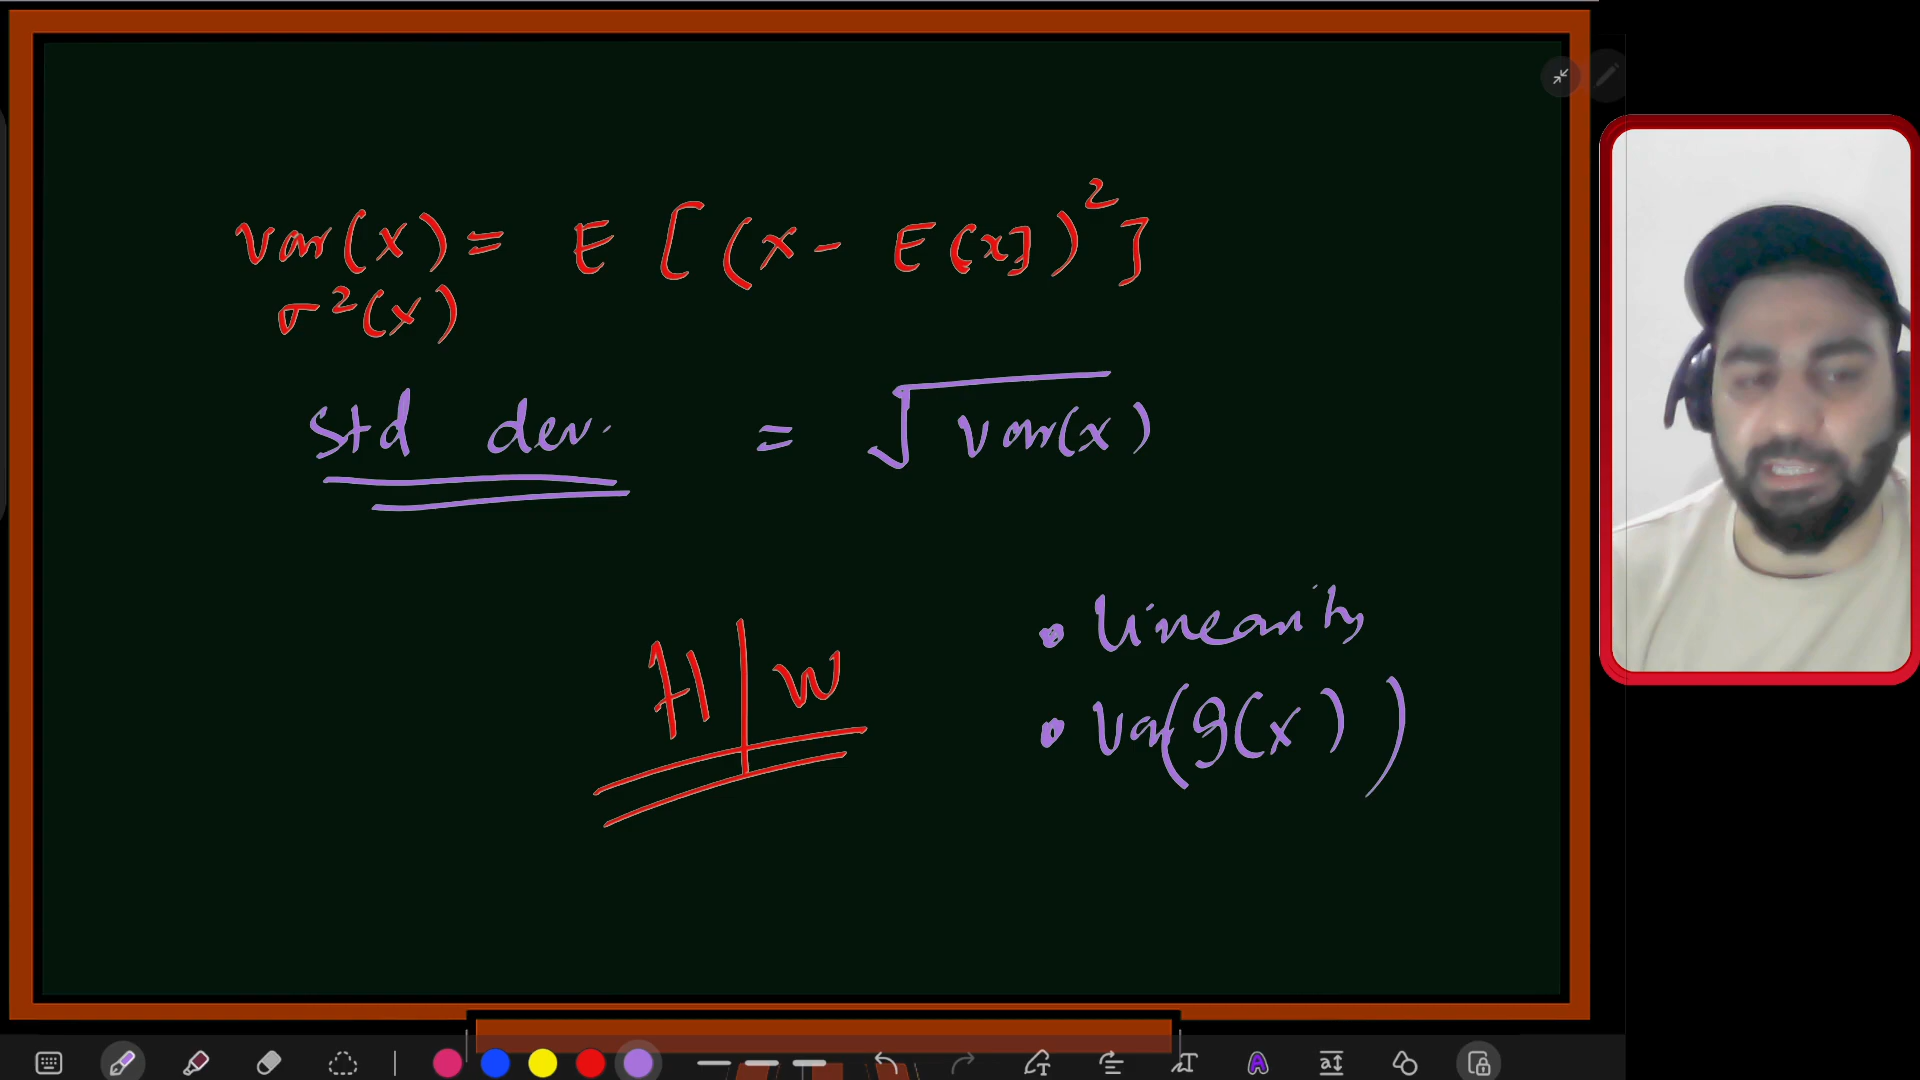 var(x) = E [(x - E(x])²]
σ²(x)
std dev. = √var(x)
H|W
• linearity
• Var(g(x))